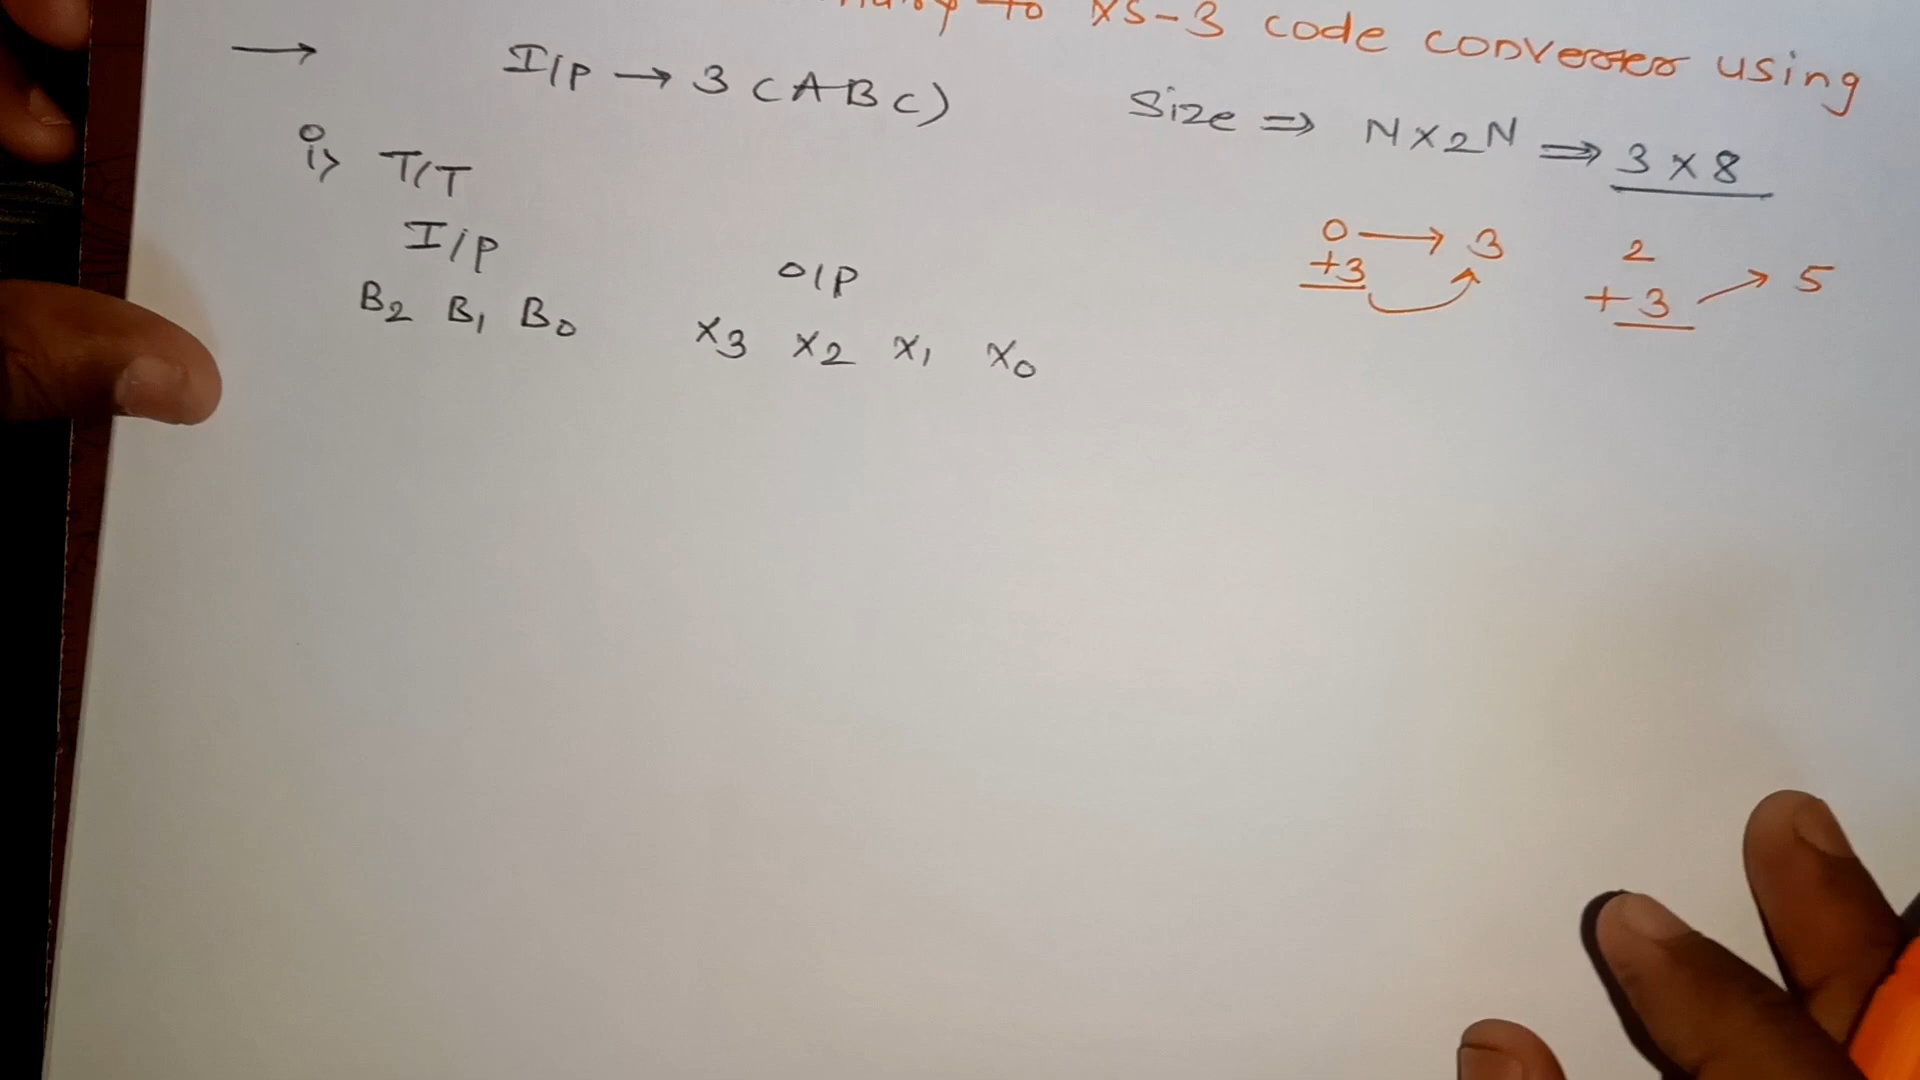 to XS-3 code converter using
→ I/P → 3 (ABC)
Size ⇒ N×2N ⇒ 3×8
i> T/T
I/P
O/P
B2 B1 B0
X3 X2 X1 X0
0 → 3
+3
2
+3 → 5